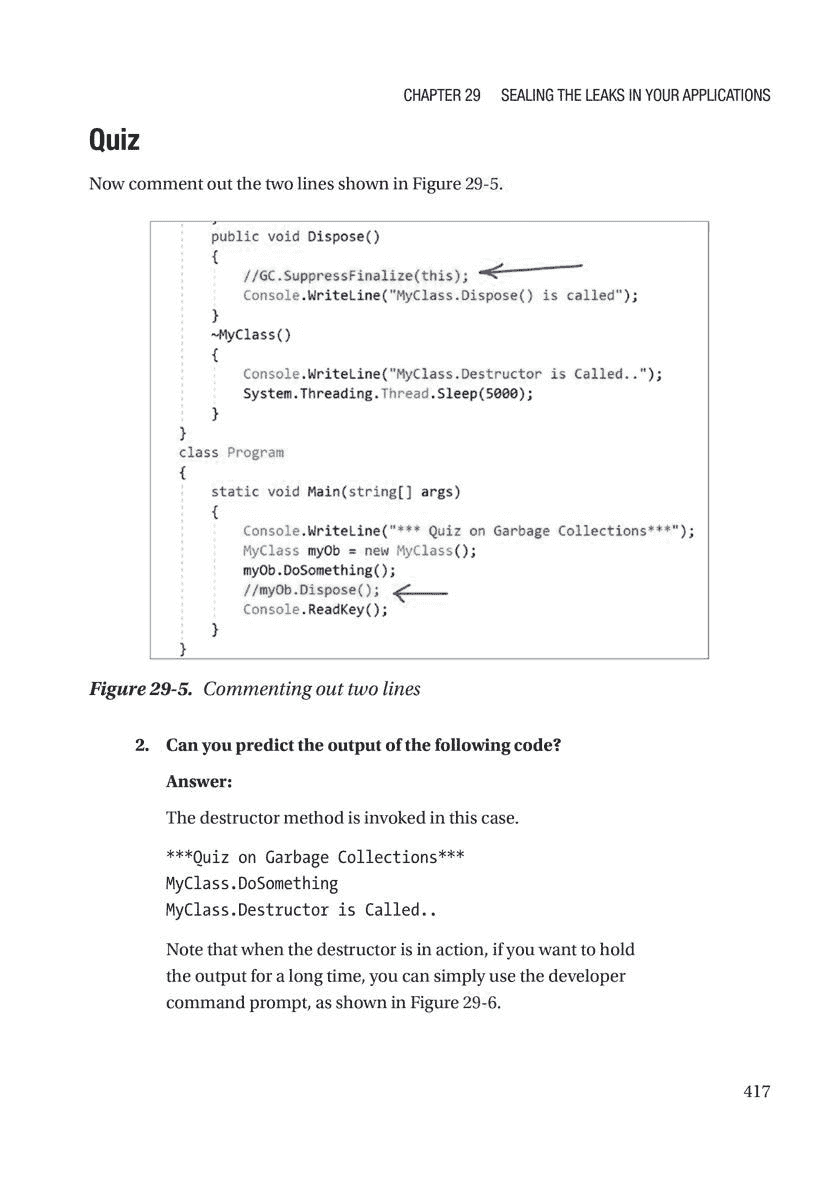 CHAPTER 29 SEALING THE LEAKS IN YOUR APPLICATIONS
Quiz
Now comment out the two lines shown in Figure 29-5.
public void Dispose()
{
//GC.SuppressFinalize(this);
Console.WriteLine("MyClass.Dispose() is called");
}
~MyClass()
{
Console.WriteLine("MyClass.Destructor is Called..");
System.Threading.Thread.Sleep(5000);
}
}
class Program
{
static void Main(string[] args)
{
Console.WriteLine("*** Quiz on Garbage Collections***");
MyClass myOb = new MyClass();
myOb.DoSomething();
//myOb.Dispose();
Console.ReadKey();
}
}
Figure 29-5. Commenting out two lines
2. Can you predict the output of the following code?
Answer:
The destructor method is invoked in this case.
***Quiz on Garbage Collections***
MyClass.DoSomething
MyClass.Destructor is Called..
Note that when the destructor is in action, if you want to hold
the output for a long time, you can simply use the developer
command prompt, as shown in Figure 29-6.
417